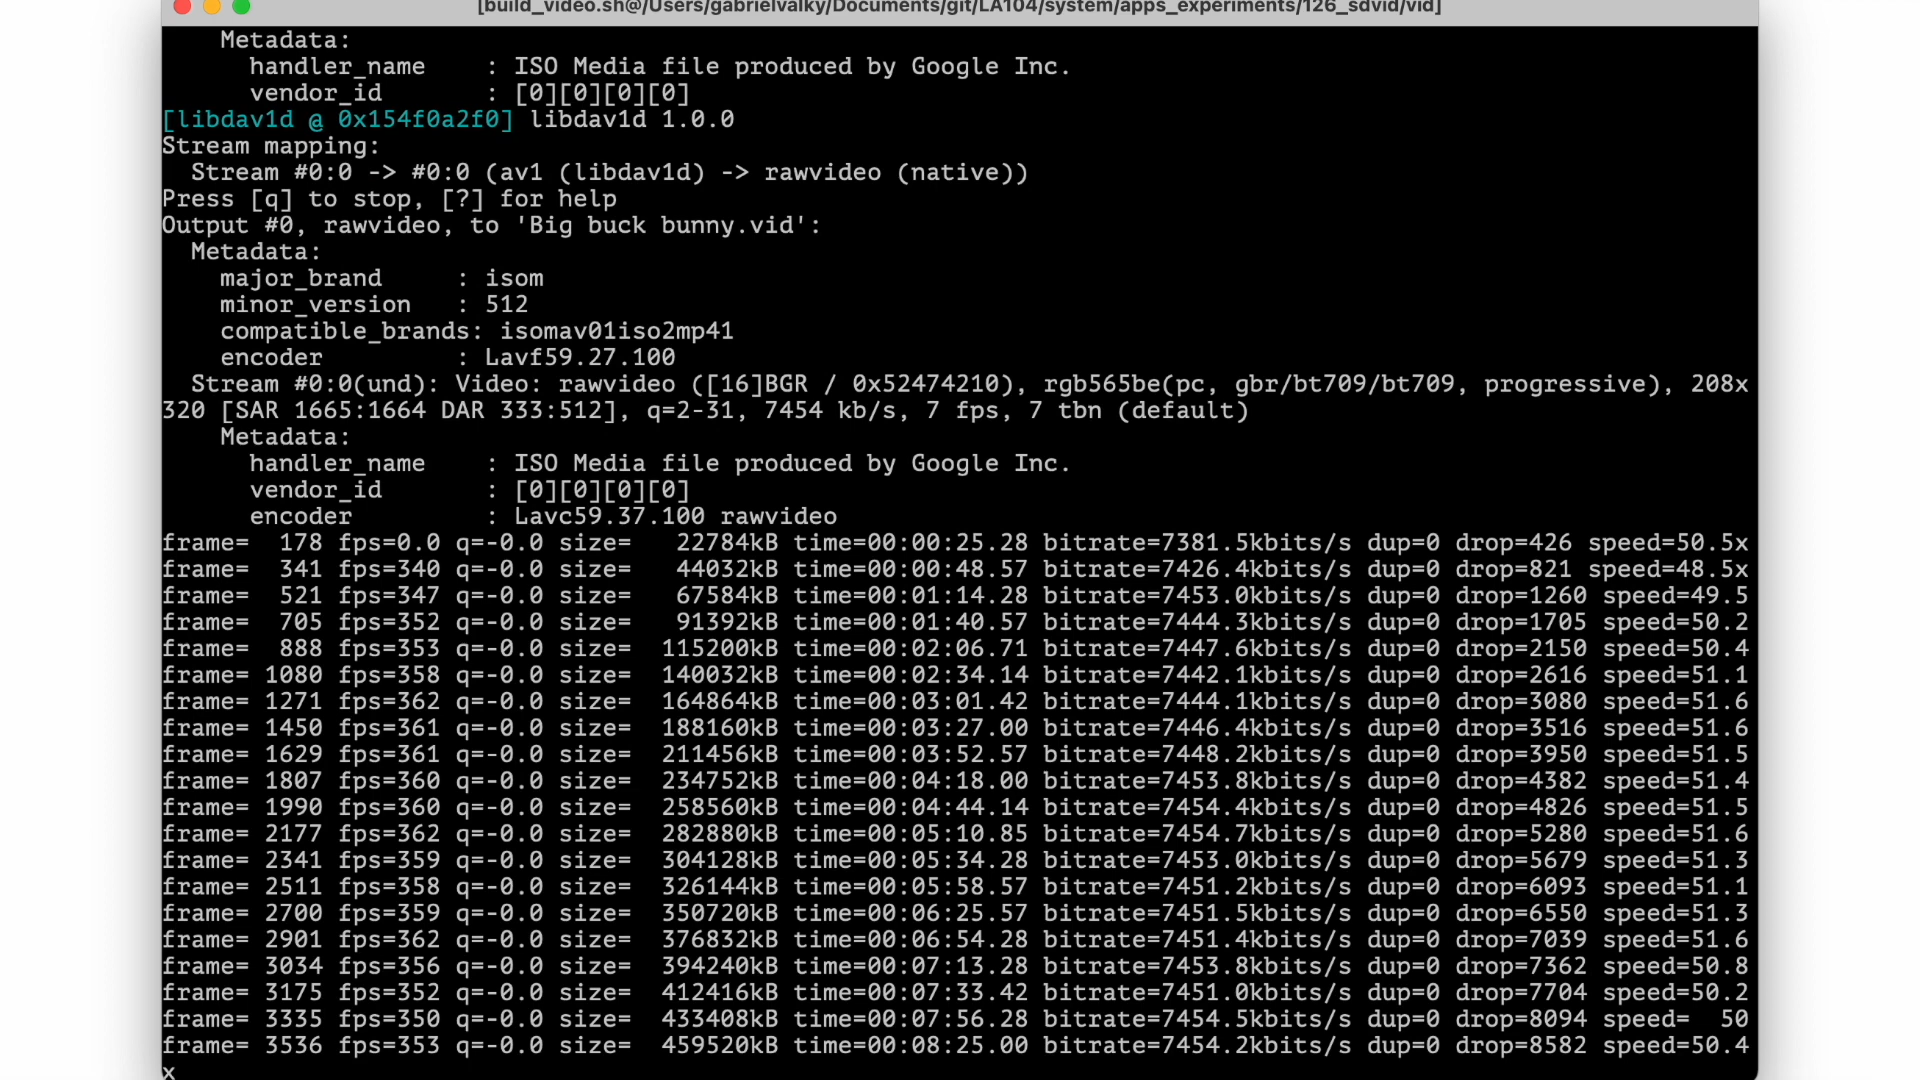 [build_video.sh@/Users/gabrielvalky/Documents/git/LA104/system/apps_experiments/126_sdvid/vid]
Metadata:
handler_name : ISO Media file produced by Google Inc.
vendor_id : [0][0][0][0]
[libdav1d @ 0x154f0a2f0] libdav1d 1.0.0
Stream mapping:
Stream #0:0 -> #0:0 (av1 (libdav1d) -> rawvideo (native))
Press [q] to stop, [?] for help
Output #0, rawvideo, to 'Big buck bunny.vid':
Metadata:
major_brand : isom
minor_version : 512
compatible_brands: isomav01iso2mp41
encoder : Lavf59.27.100
Stream #0:0(und): Video: rawvideo ([16]BGR / 0x52474210), rgb565be(pc, gbr/bt709/bt709, progressive), 208x
320 [SAR 1665:1664 DAR 333:512], q=2-31, 7454 kb/s, 7 fps, 7 tbn (default)
Metadata:
handler_name : ISO Media file produced by Google Inc.
vendor_id : [0][0][0][0]
encoder : Lavc59.37.100 rawvideo
frame= 178 fps=0.0 q=-0.0 size= 22784kB time=00:00:25.28 bitrate=7381.5kbits/s dup=0 drop=426 speed=50.5x
frame= 341 fps=340 q=-0.0 size= 44032kB time=00:00:48.57 bitrate=7426.4kbits/s dup=0 drop=821 speed=48.5x
frame= 521 fps=347 q=-0.0 size= 67584kB time=00:01:14.28 bitrate=7453.0kbits/s dup=0 drop=1260 speed=49.5
frame= 705 fps=352 q=-0.0 size= 91392kB time=00:01:40.57 bitrate=7444.3kbits/s dup=0 drop=1705 speed=50.2
frame= 888 fps=353 q=-0.0 size= 115200kB time=00:02:06.71 bitrate=7447.6kbits/s dup=0 drop=2150 speed=50.4
frame= 1080 fps=358 q=-0.0 size= 140032kB time=00:02:34.14 bitrate=7442.1kbits/s dup=0 drop=2616 speed=51.1
frame= 1271 fps=362 q=-0.0 size= 164864kB time=00:03:01.42 bitrate=7444.1kbits/s dup=0 drop=3080 speed=51.6
frame= 1450 fps=361 q=-0.0 size= 188160kB time=00:03:27.00 bitrate=7446.4kbits/s dup=0 drop=3516 speed=51.6
frame= 1629 fps=361 q=-0.0 size= 211456kB time=00:03:52.57 bitrate=7448.2kbits/s dup=0 drop=3950 speed=51.5
frame= 1807 fps=360 q=-0.0 size= 234752kB time=00:04:18.00 bitrate=7453.8kbits/s dup=0 drop=4382 speed=51.4
frame= 1990 fps=360 q=-0.0 size= 258560kB time=00:04:44.14 bitrate=7454.4kbits/s dup=0 drop=4826 speed=51.5
frame= 2177 fps=362 q=-0.0 size= 282880kB time=00:05:10.85 bitrate=7454.7kbits/s dup=0 drop=5280 speed=51.6
frame= 2341 fps=359 q=-0.0 size= 304128kB time=00:05:34.28 bitrate=7453.0kbits/s dup=0 drop=5679 speed=51.3
frame= 2511 fps=358 q=-0.0 size= 326144kB time=00:05:58.57 bitrate=7451.2kbits/s dup=0 drop=6093 speed=51.1
frame= 2700 fps=359 q=-0.0 size= 350720kB time=00:06:25.57 bitrate=7451.5kbits/s dup=0 drop=6550 speed=51.3
frame= 2901 fps=362 q=-0.0 size= 376832kB time=00:06:54.28 bitrate=7451.4kbits/s dup=0 drop=7039 speed=51.6
frame= 3034 fps=356 q=-0.0 size= 394240kB time=00:07:13.28 bitrate=7453.8kbits/s dup=0 drop=7362 speed=50.8
frame= 3175 fps=352 q=-0.0 size= 412416kB time=00:07:33.42 bitrate=7451.0kbits/s dup=0 drop=7704 speed=50.2
frame= 3335 fps=350 q=-0.0 size= 433408kB time=00:07:56.28 bitrate=7454.5kbits/s dup=0 drop=8094 speed= 50
frame= 3536 fps=353 q=-0.0 size= 459520kB time=00:08:25.00 bitrate=7454.2kbits/s dup=0 drop=8582 speed=50.4
x